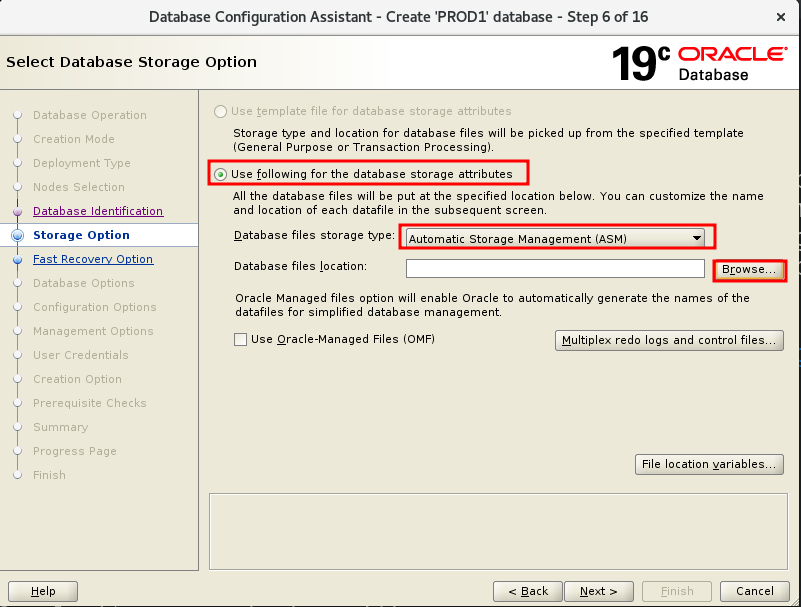 Database Configuration Assistant - Create 'PROD1' database - Step 6 of 16
×
Select Database Storage Option
19c ORACLE
Database
Database Operation
Creation Mode
Deployment Type
Nodes Selection
Database Identification
Storage Option
Fast Recovery Option
Database Options
Configuration Options
Management Options
User Credentials
Creation Option
Prerequisite Checks
Summary
Progress Page
Finish
Use template file for database storage attributes
Storage type and location for database files will be picked up from the specified template
(General Purpose or Transaction Processing).
Use following for the database storage attributes
All the database files will be put at the specified location below. You can customize the name
and location of each datafile in the subsequent screen.
Database files storage type: Automatic Storage Management (ASM)
Database files location: Browse...
Oracle Managed files option will enable Oracle to automatically generate the names of the
datafiles for simplified database management.
Use Oracle-Managed Files (OMF) Multiplex redo logs and control files...
File location variables...
Help < Back Next > Finish Cancel